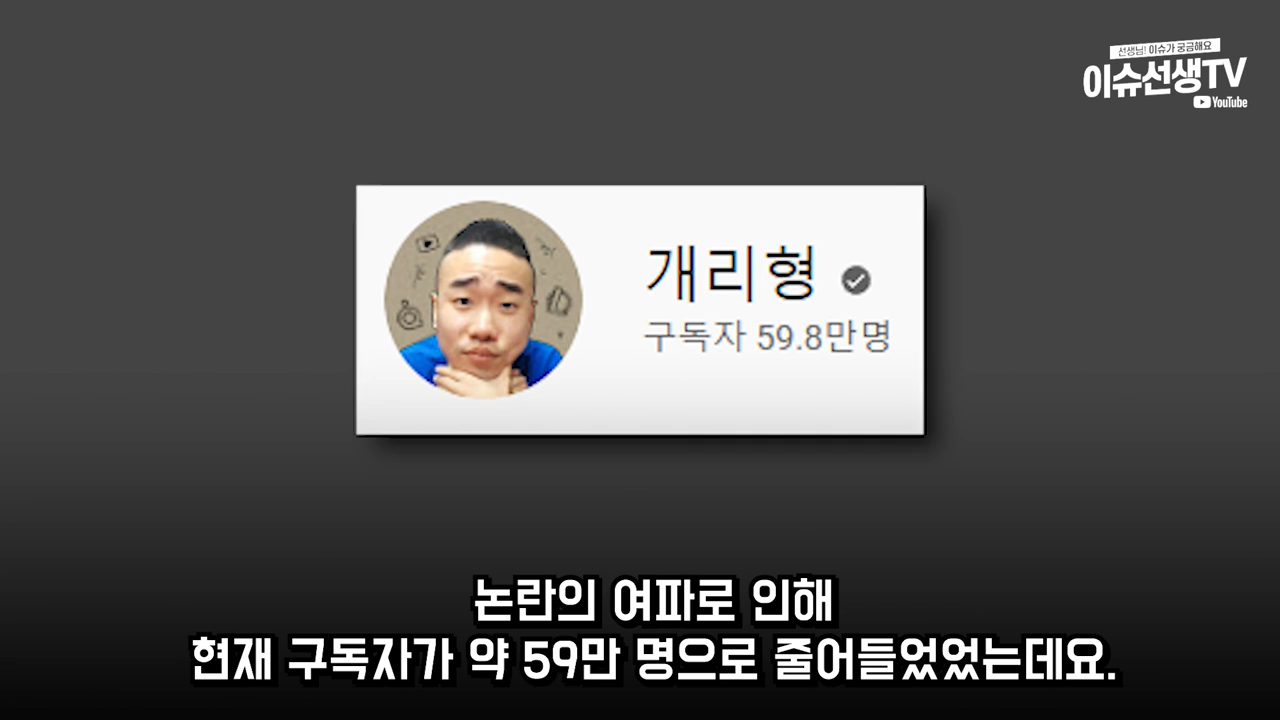 선생님! 이슈가 궁금해요
이슈선생TV
YouTube
개리형
구독자 59.8만명
논란의 여파로 인해
현재 구독자가 약 59만 명으로 줄어들었었는데요.